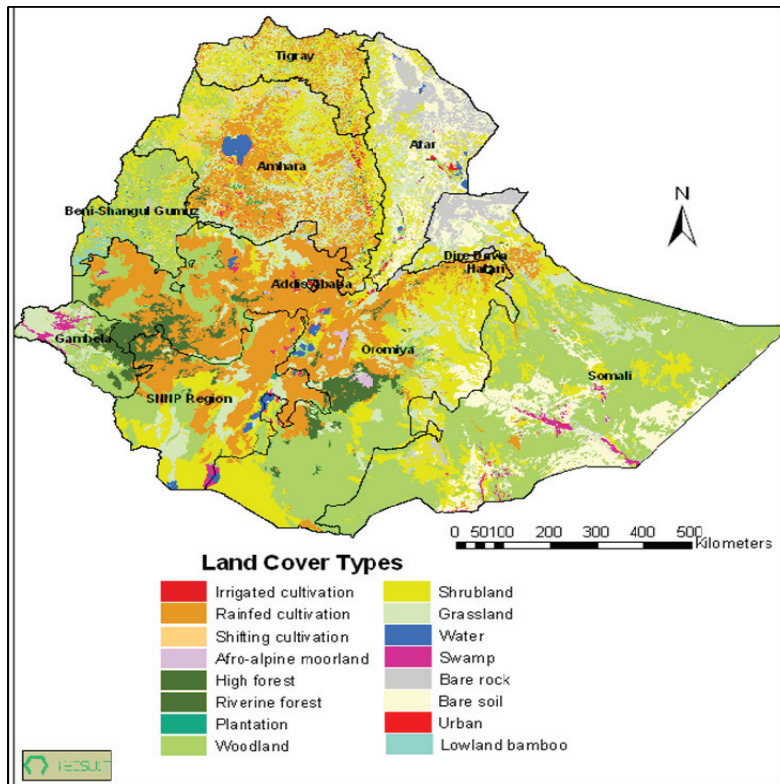 Tigray
Afar
Amhara
N
Beni-Shangul Gumuz
Dire Dawa
Harari
Addis Ababa
Gambela
Oromiya
Somali
SNNP Region
0 50100 200 300 400 500
Kilometers
Land Cover Types
Irrigated cultivation
Rainfed cultivation
Shifting cultivation
Afro-alpine moorland
High forest
Riverine forest
Plantation
Woodland
Shrubland
Grassland
Water
Swamp
Bare rock
Bare soil
Urban
Lowland bamboo
TECSULT